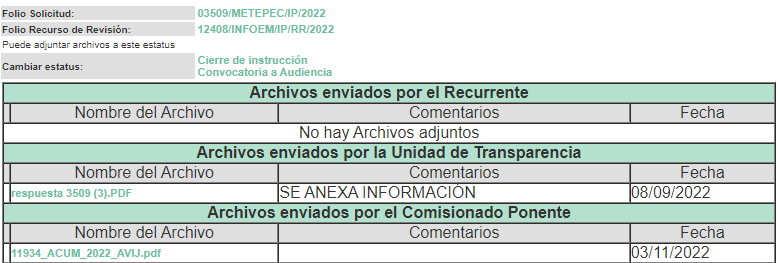 Folio Solicitud: 03509/METEPEC/IP/2022
Folio Recurso de Revisión: 12408/INFOEM/IP/RR/2022
Puede adjuntar archivos a este estatus
Cambiar estatus: Cierre de instrucción
Convocatoria a Audiencia
Archivos enviados por el Recurrente
Nombre del Archivo Comentarios Fecha
No hay Archivos adjuntos
Archivos enviados por la Unidad de Transparencia
Nombre del Archivo Comentarios Fecha
respuesta 3509 (3).PDF SE ANEXA INFORMACIÓN 08/09/2022
Archivos enviados por el Comisionado Ponente
Nombre del Archivo Comentarios Fecha
11934_ACUM_2022_AVIJ.pdf 03/11/2022